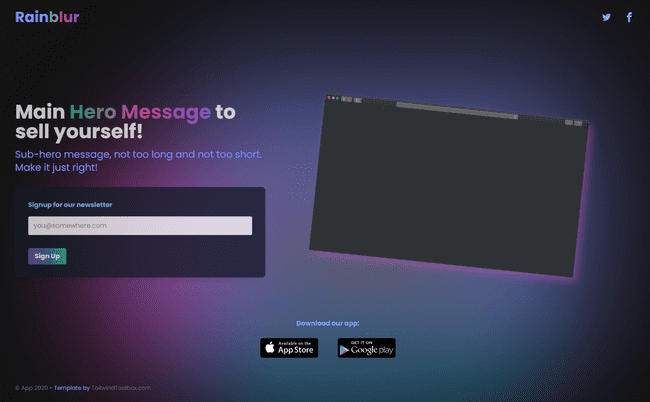 Rainblur
Main Hero Message to
sell yourself!
Sub-hero message, not too long and not too short.
Make it just right!
Signup for our newsletter
you@somewhere.com
Sign Up
Download our app:
Available on the
App Store
GET IT ON
Google play
© App 2020 - Template by TailwindToolbox.com